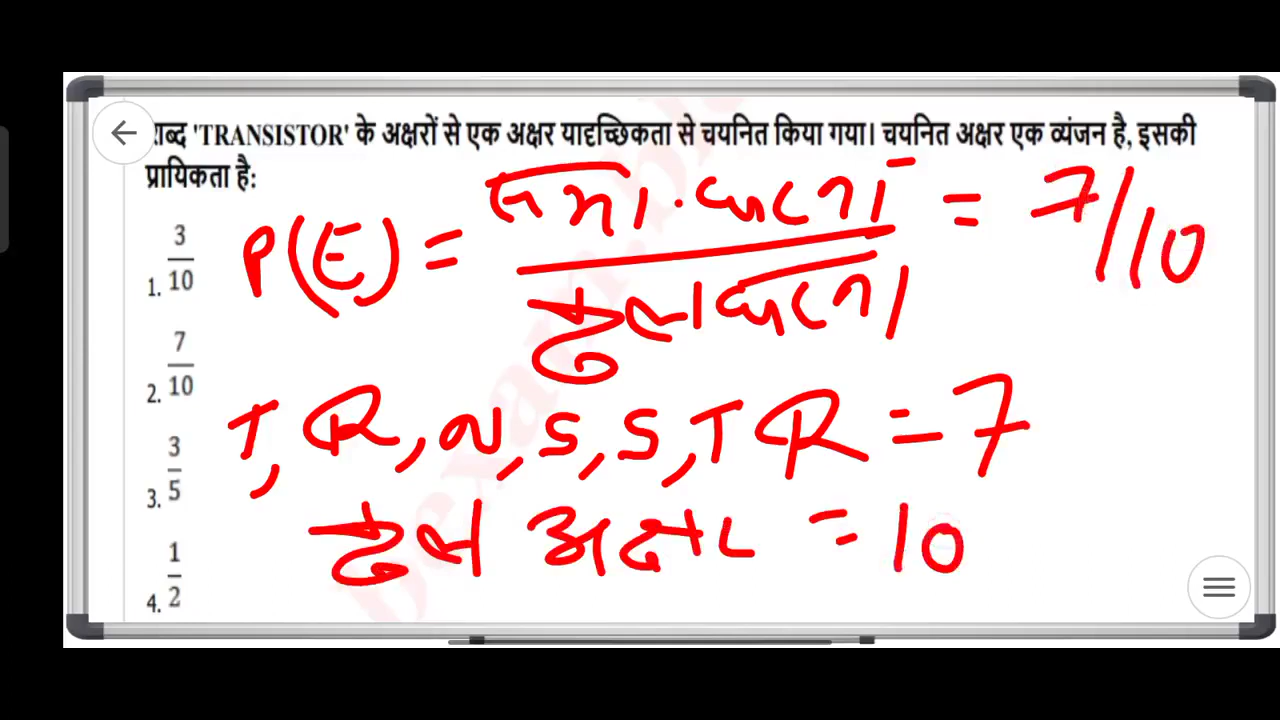 शब्द 'TRANSISTOR' के अक्षरों से एक अक्षर यादृच्छिकता से चयनित किया गया। चयनित अक्षर एक व्यंजन है, इसकी
प्रायिकता है:
1. 3/10
2. 7/10
3. 3/5
4. 1/2
P(E) = घटना / कुल घटना = 7/10
T, R, N, S, S, T R = 7
कुल अक्षर = 10